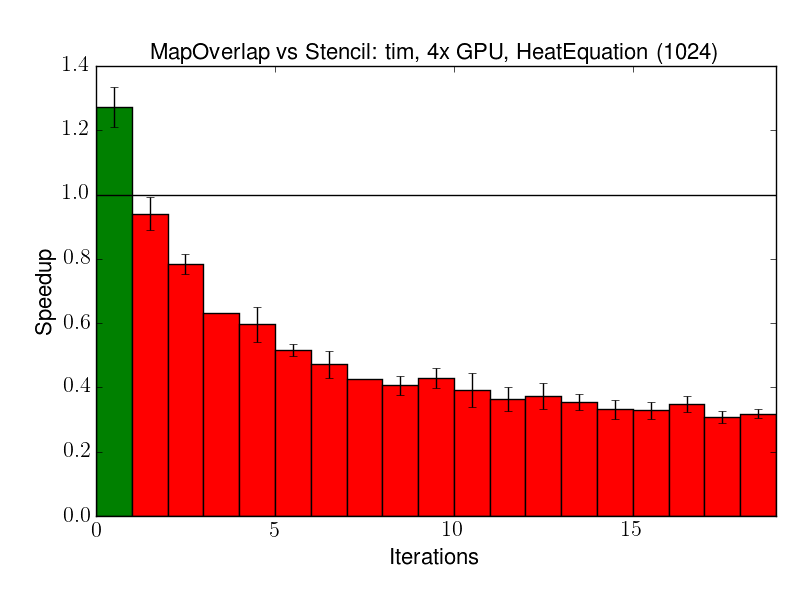 MapOverlap vs Stencil: tim, 4x GPU, HeatEquation (1024)
1.4
1.2
1.0
0.8
0.6
0.4
0.2
0.0
Speedup
0 5 10 15
Iterations